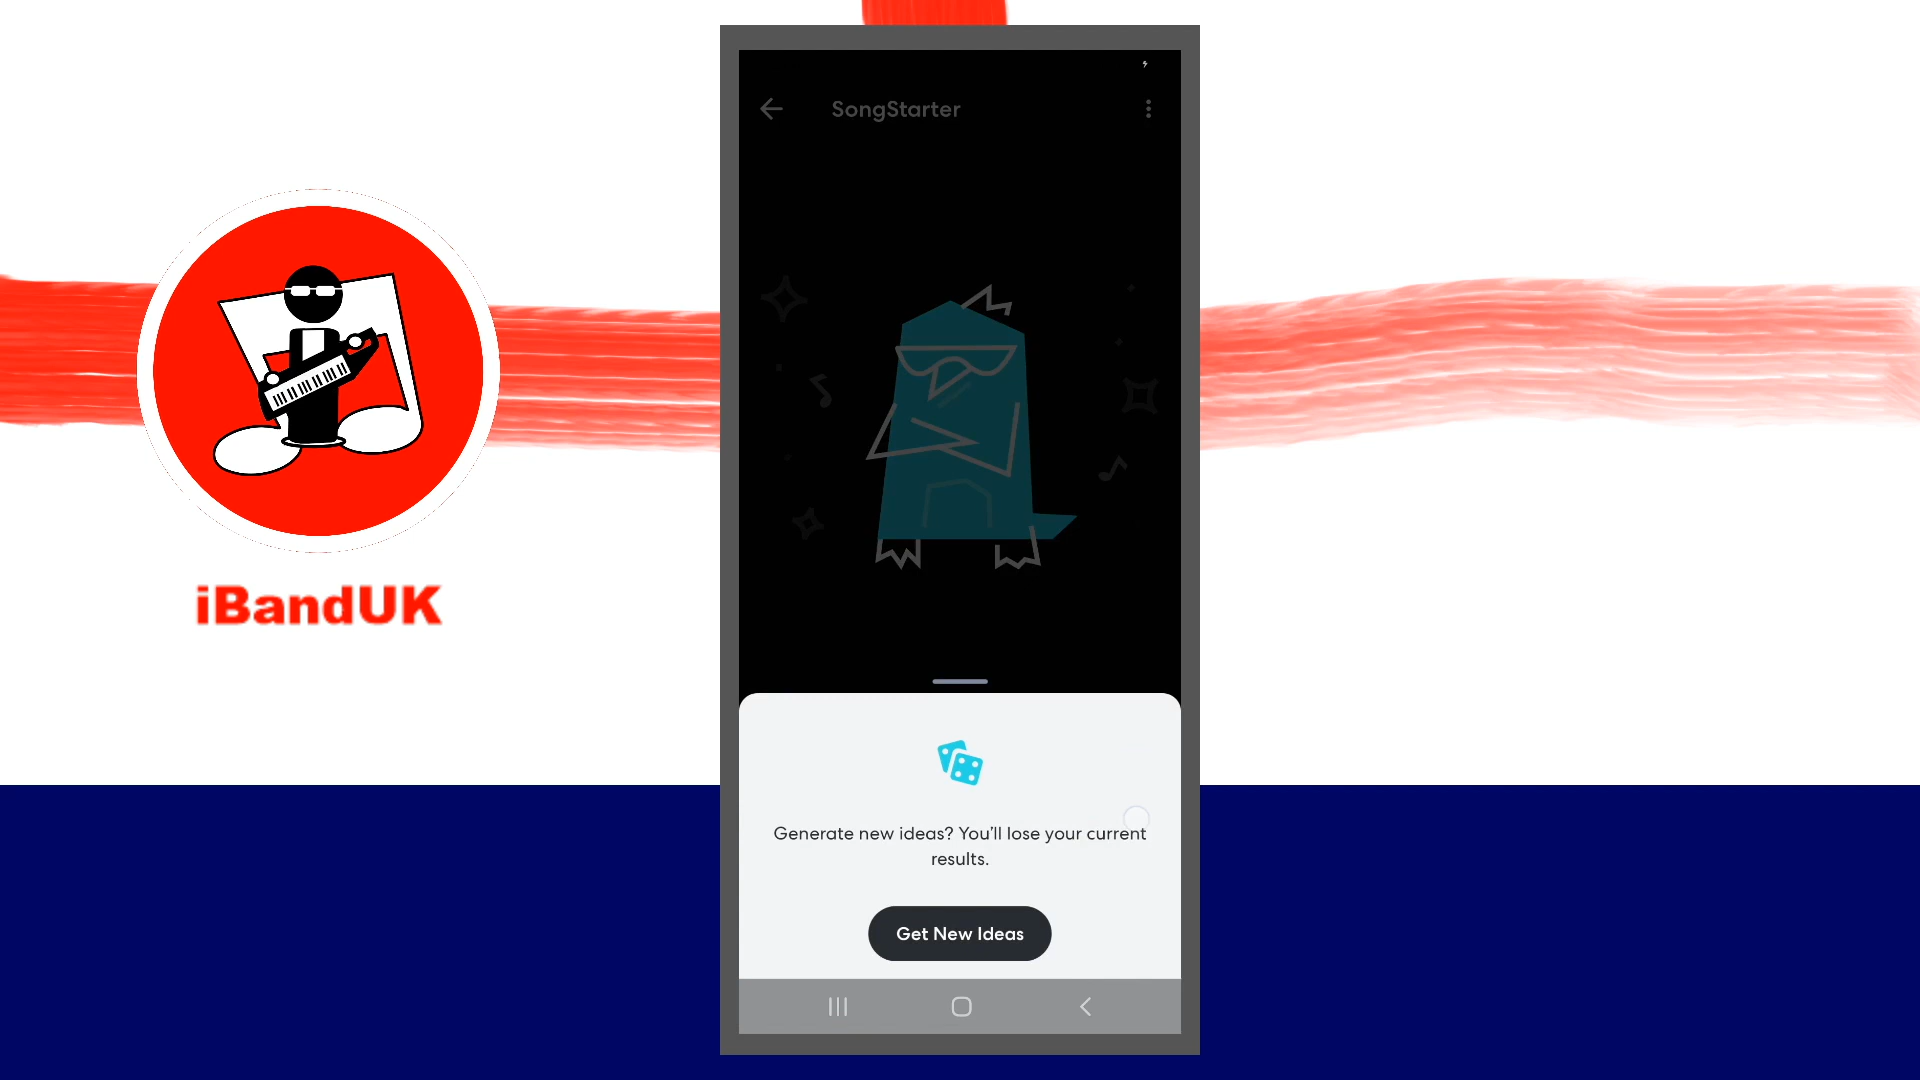 SongStarter
iBandUK
Generate new ideas? You'll lose your current
results.
Get New Ideas